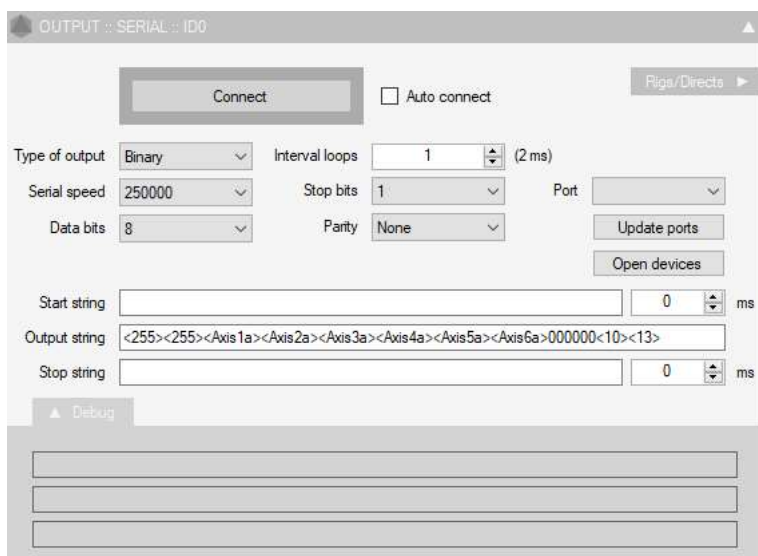 OUTPUT :: SERIAL :: ID0
Connect
Auto connect
Rigs/Directs
Type of output Binary Interval loops 1 (2 ms)
Serial speed 250000 Stop bits 1 Port
Data bits 8 Parity None Update ports
Open devices
Start string 0 ms
Output string <255><255><Axis1a><Axis2a><Axis3a><Axis4a><Axis5a><Axis6a>000000<10><13>
Stop string 0 ms
Debug